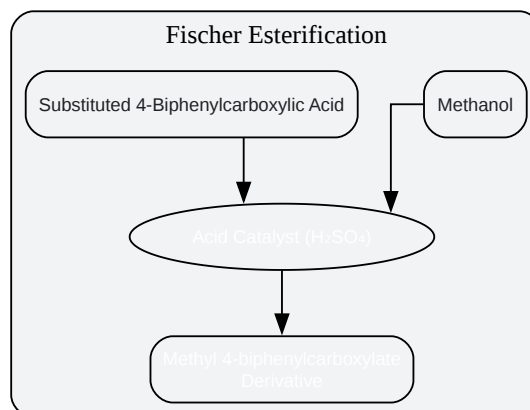 Fischer Esterification
Substituted 4-Biphenylcarboxylic Acid
Methanol
Acid Catalyst (H₂SO₄)
Methyl 4-biphenylcarboxylate
Derivative